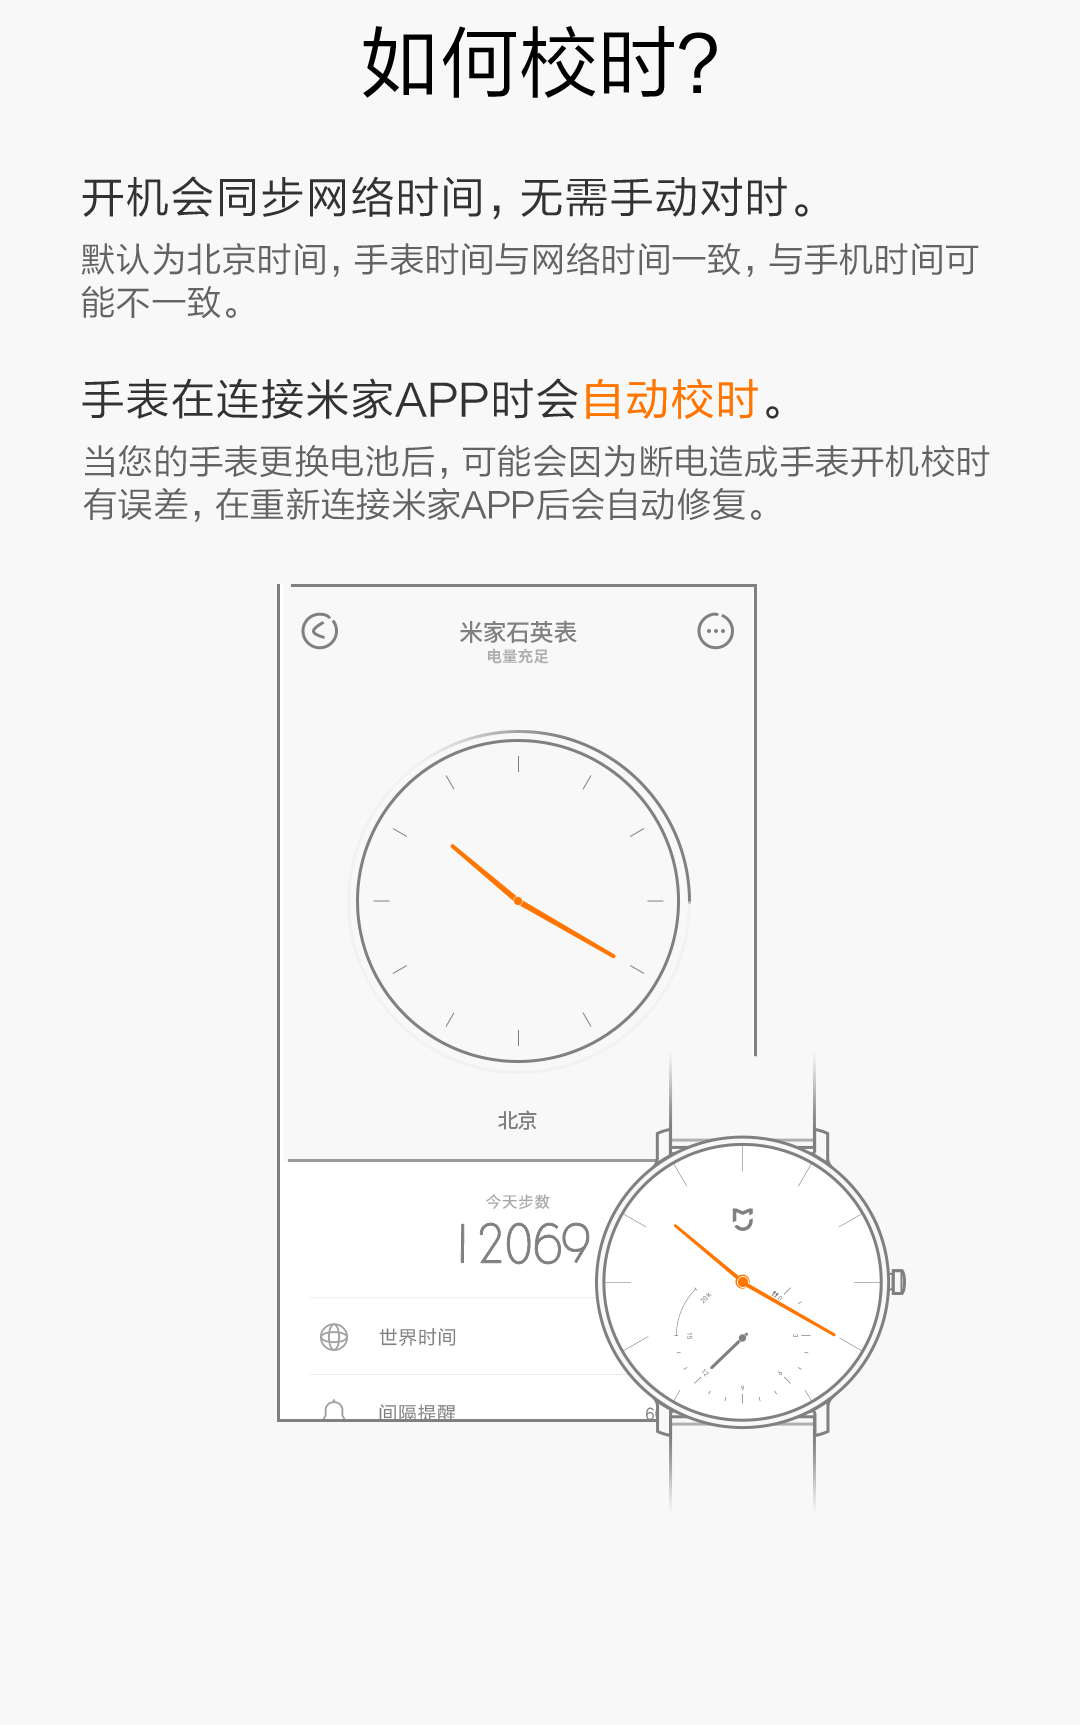 如何校时?
开机会同步网络时间,无需手动对时。
默认为北京时间,手表时间与网络时间一致,与手机时间可
能不一致。
手表在连接米家APP时会自动校时。
当您的手表更换电池后,可能会因为断电造成手表开机校时
有误差,在重新连接米家APP后会自动修复。
米家石英表
电量充足
北京
今天步数
12069
世界时间
间隔提醒
20K
0
15
3
12
6
9